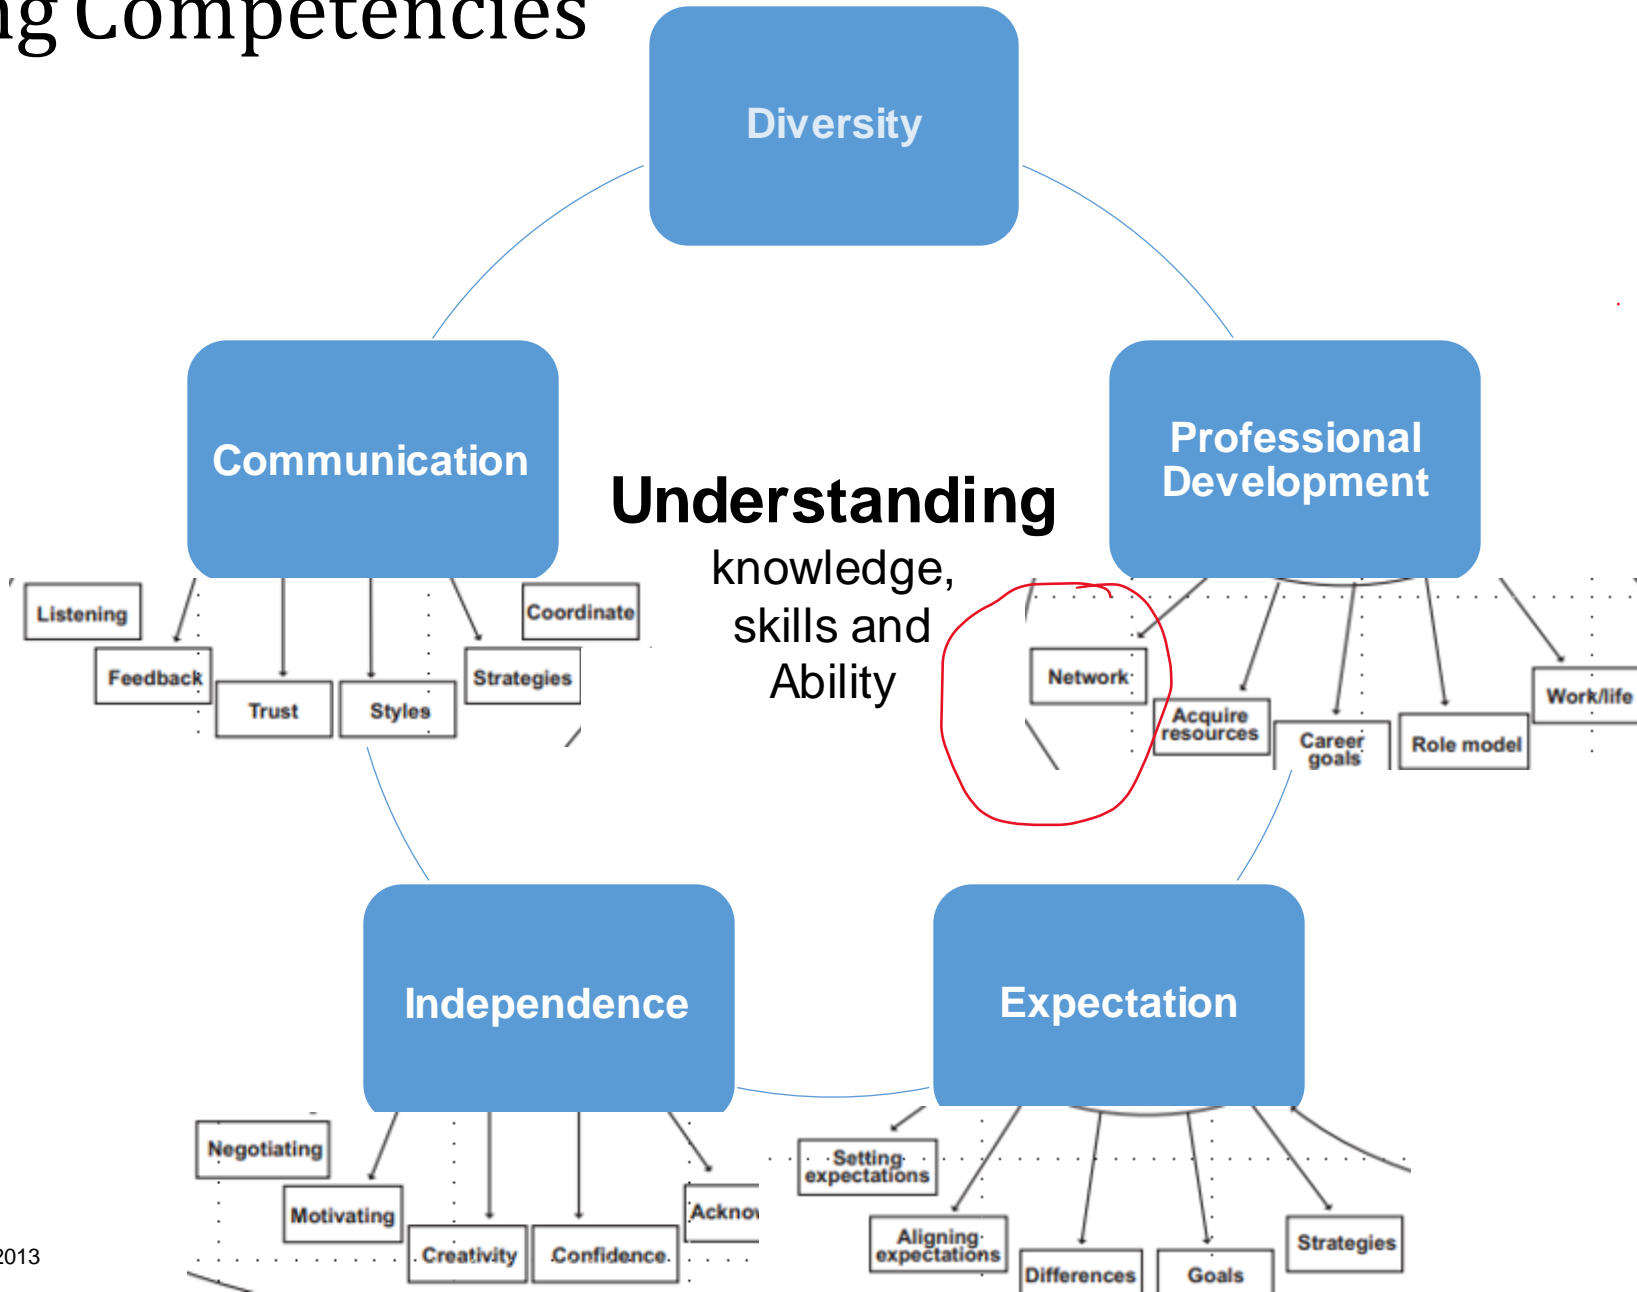 Competencies
Diversity
Communication
Professional
Development
Understanding
knowledge,
skills and
Ability
Listening
Feedback
Trust
Styles
Strategies
Coordinate
Network
Acquire
resources
Career
goals
Role model
Work/life
Independence
Expectation
Negotiating
Motivating
Creativity
Confidence
Setting
expectations
Aligning
expectations
Differences
Goals
Strategies
2013